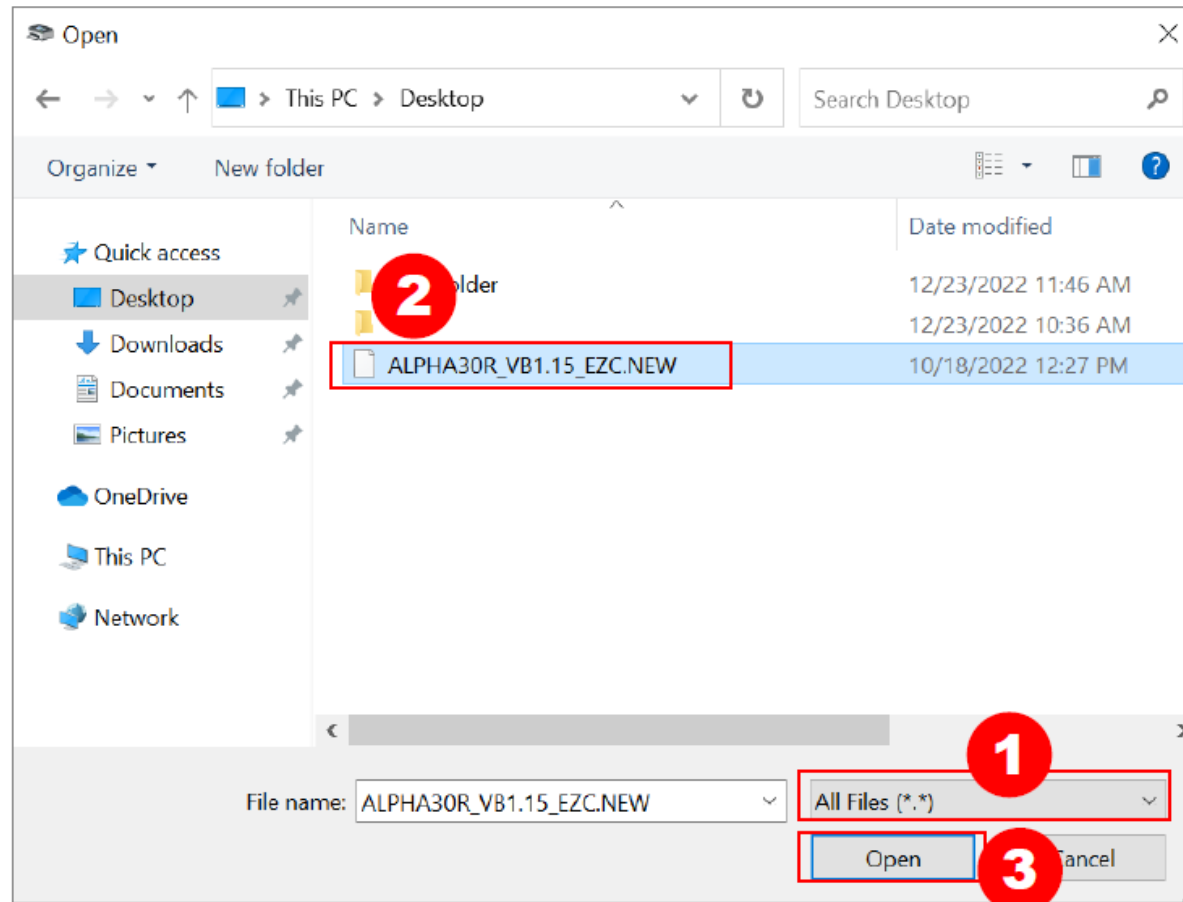 Open
This PC > Desktop
Search Desktop
Organize
New folder
Name
Date modified
Quick access
Desktop
Downloads
Documents
Pictures
OneDrive
This PC
Network
2
12/23/2022 11:46 AM
12/23/2022 10:36 AM
ALPHA30R_VB1.15_EZC.NEW
10/18/2022 12:27 PM
1
File name:
ALPHA30R_VB1.15_EZC.NEW
All Files (*.*)
Open
3